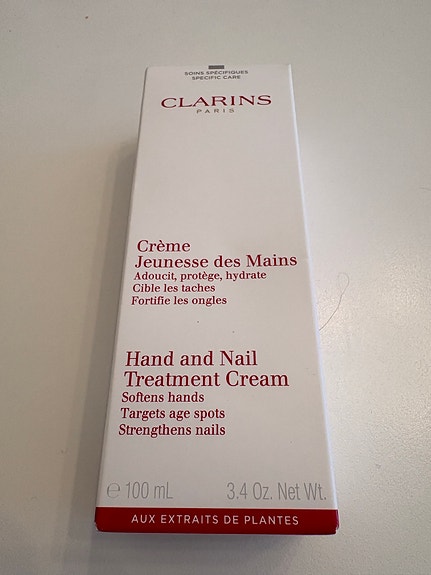 SOINS SPÉCIFIQUES
SPECIFIC CARE
CLARINS
PARIS
Crème
Jeunesse des Mains
Adoucit, protège, hydrate
Cible les taches
Fortifie les ongles
Hand and Nail
Treatment Cream
Softens hands
Targets age spots
Strengthens nails
℮ 100 mL 3.4 Oz. Net Wt.
AUX EXTRAITS DE PLANTES